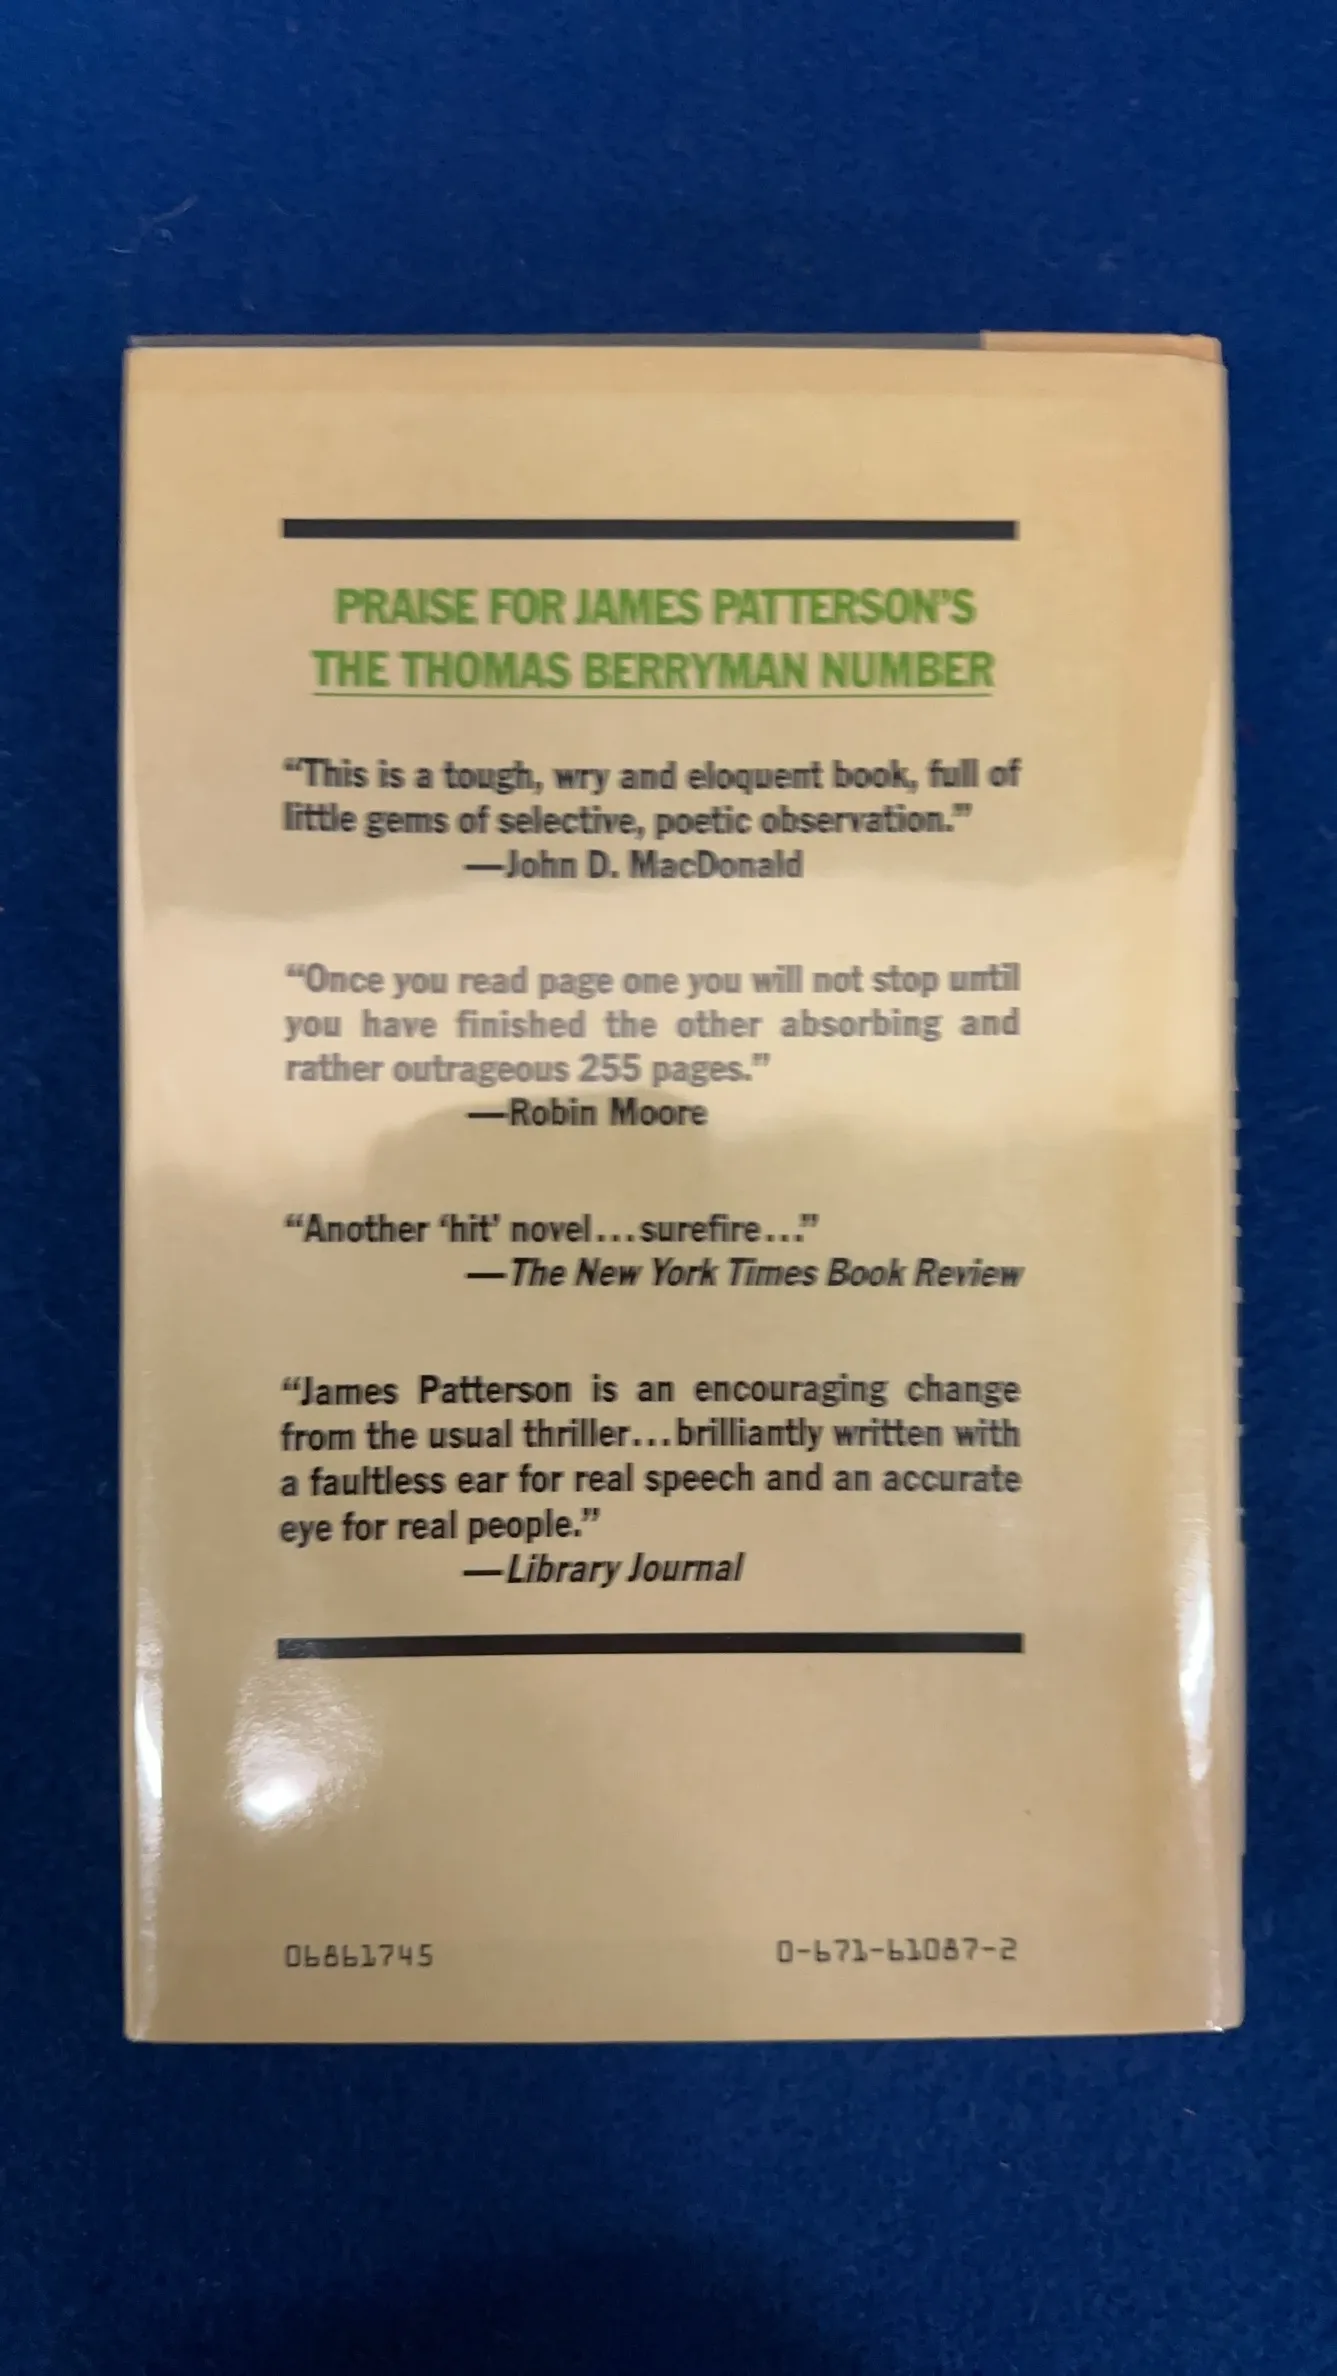 PRAISE FOR JAMES PATTERSON'S
THE THOMAS BERRYMAN NUMBER
“This is a tough, wry and eloquent book, full of
little gems of selective, poetic observation.”
—John D. MacDonald
“Once you read page one you will not stop until
you have finished the other absorbing and
rather outrageous 255 pages.”
—Robin Moore
“Another ‘hit’ novel...surefire...”
—The New York Times Book Review
“James Patterson is an encouraging change
from the usual thriller...brilliantly written with
a faultless ear for real speech and an accurate
eye for real people.”
—Library Journal
06861745
0-671-61087-2